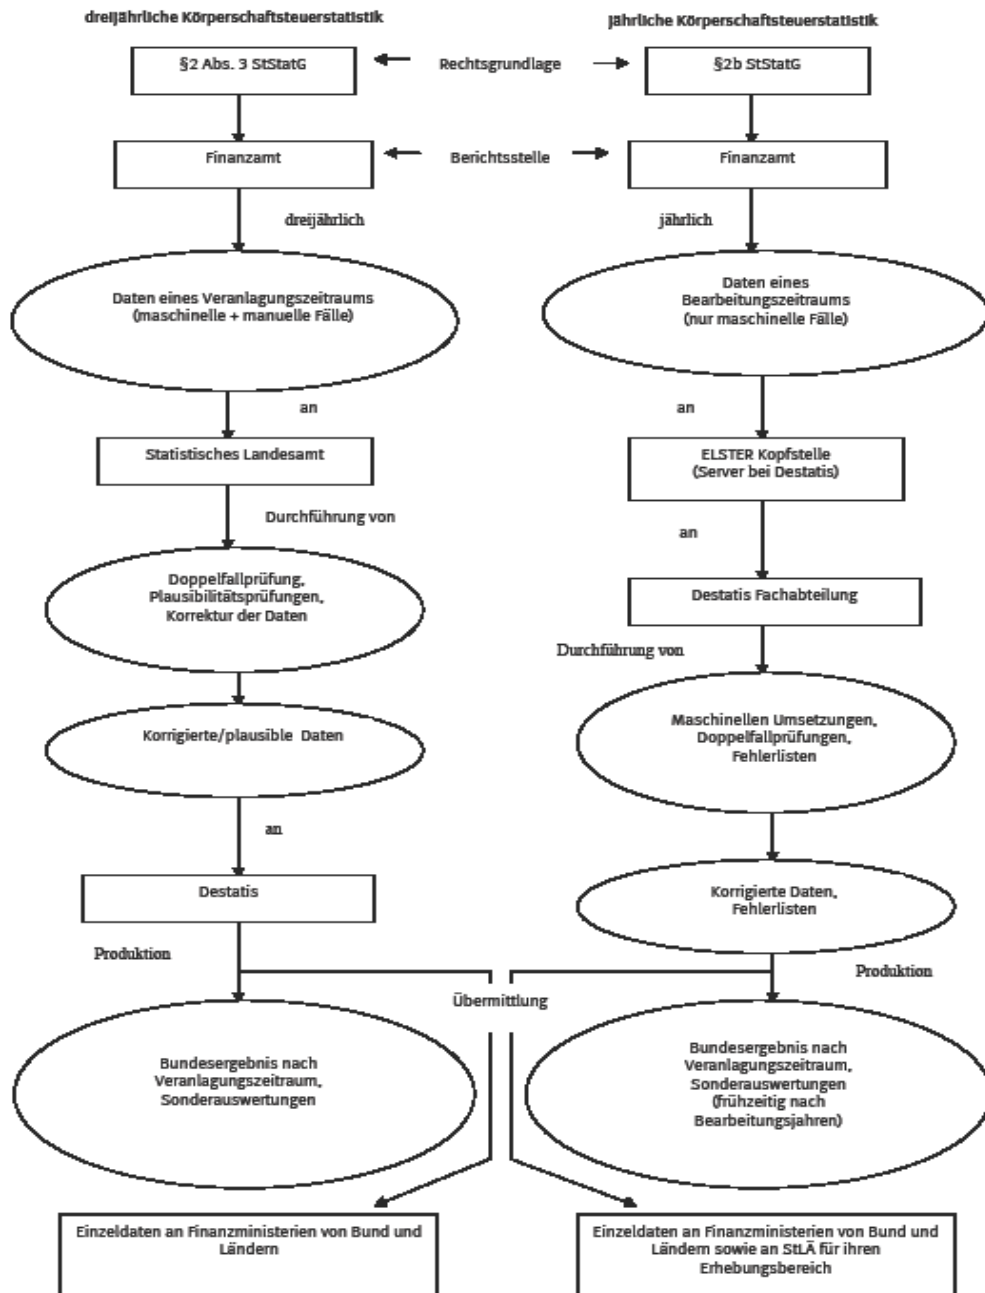 dreijährliche Körperschaftsteuerstatistik
jährliche Körperschaftsteuerstatistik
§2 Abs. 3 StStatG
Rechtsgrundlage
§2b StStatG
Finanzamt
Berichtsstelle
Finanzamt
dreijährlich
jährlich
Daten eines Veranlagungszeitraums
(maschinelle + manuelle Fälle)
Daten eines
Bearbeitungszeitraums
(nur maschinelle Fälle)
an
an
Statistisches Landesamt
ELSTER Kopfstelle
(Server bei Destatis)
Durchführung von
an
Doppelfallprüfung,
Plausibilitätsprüfungen,
Korrektur der Daten
Destatis Fachabteilung
Durchführung von
Korrigierte/plausible Daten
Maschinellen Umsetzungen,
Doppelfallprüfungen,
Fehlerlisten
an
Destatis
Korrigierte Daten,
Fehlerlisten
Produktion
Produktion
Übermittlung
Bundesergebnis nach
Veranlagungszeitraum,
Sonderauswertungen
Bundesergebnis nach
Veranlagungszeitraum,
Sonderauswertungen
(frühzeitig nach
Bearbeitungsjahren)
Einzeldaten an Finanzministerien von Bund und
Ländern
Einzeldaten an Finanzministerien von Bund und
Ländern sowie an StLÄ für ihren
Erhebungsbereich